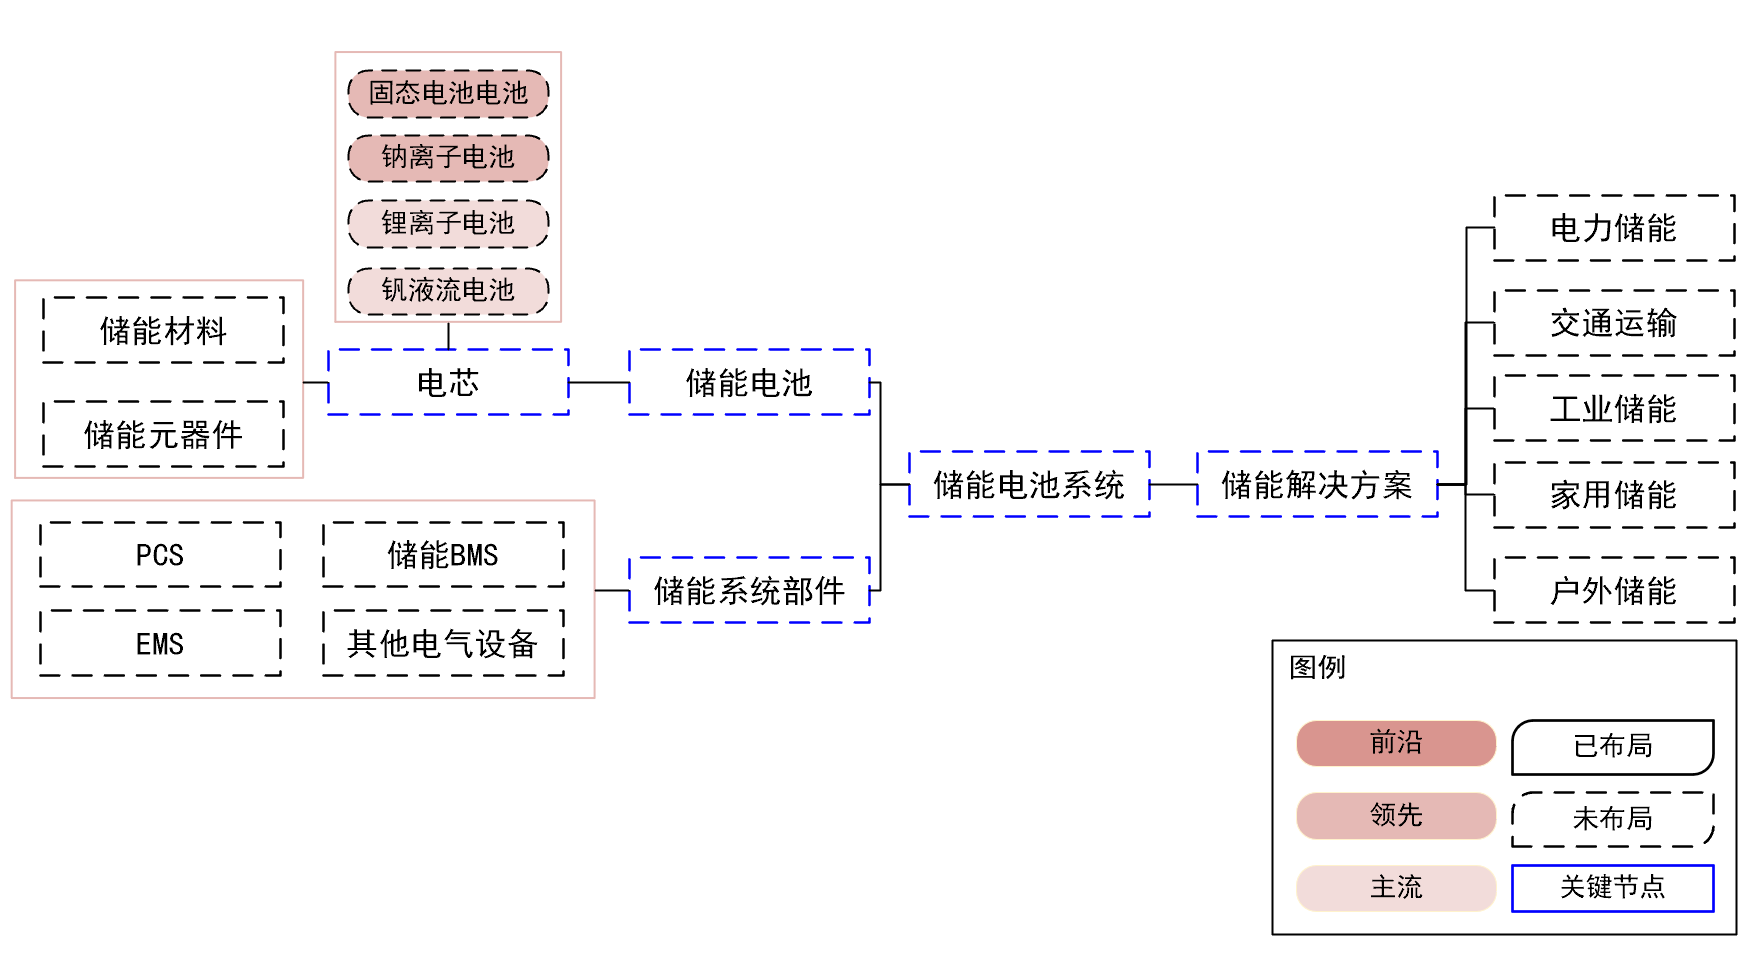 固态电池电池
钠离子电池
锂离子电池
钒液流电池
储能材料
储能元器件
电芯
储能电池
PCS
储能BMS
EMS
其他电气设备
储能系统部件
储能电池系统
储能解决方案
电力储能
交通运输
工业储能
家用储能
户外储能
图例
前沿
已布局
领先
未布局
主流
关键节点